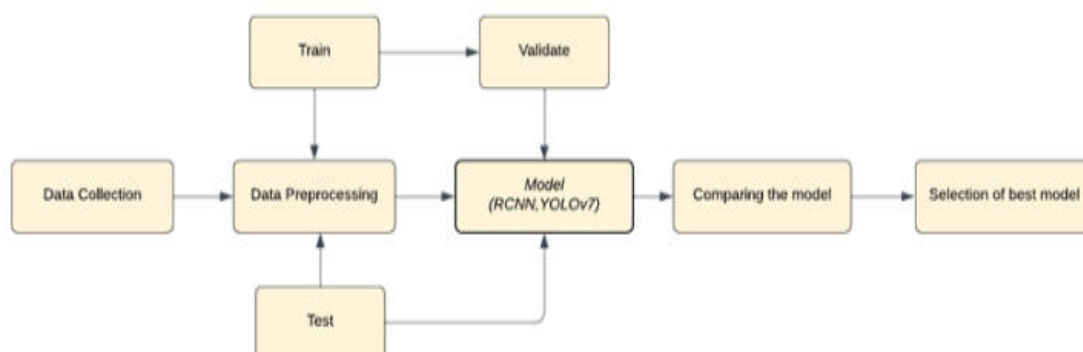 Train
Validate
Data Collection
Data Preprocessing
Model
(RCNN,YOLOv7)
Comparing the model
Selection of best model
Test